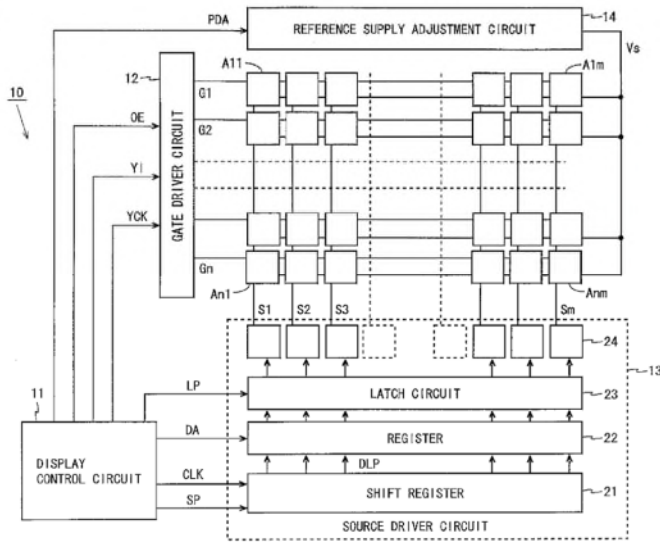 PDA
REFERENCE SUPPLY ADJUSTMENT CIRCUIT
14
Vs
10
12
A11
A1m
G1
OE
G2
GATE DRIVER CIRCUIT
YI
YCK
Gn
An1
Anm
S1
S2
S3
Sm
24
13
11
LP
LATCH CIRCUIT
23
DA
REGISTER
22
DISPLAY
CONTROL CIRCUIT
CLK
DLP
SP
SHIFT REGISTER
21
SOURCE DRIVER CIRCUIT